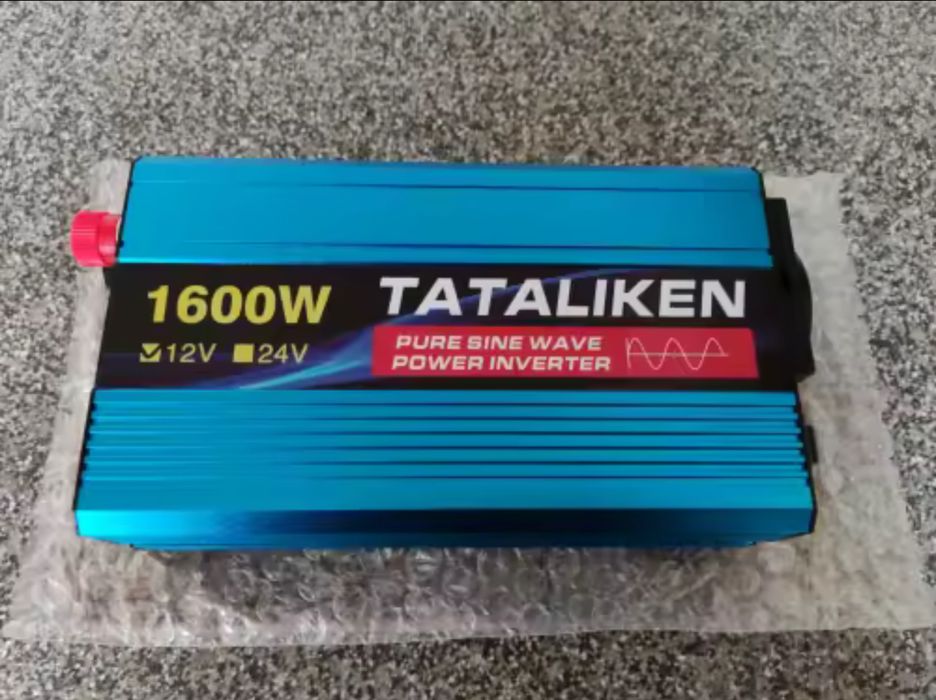 1600W
☑12V ■24V
TATALIKEN
PURE SINE WAVE
POWER INVERTER